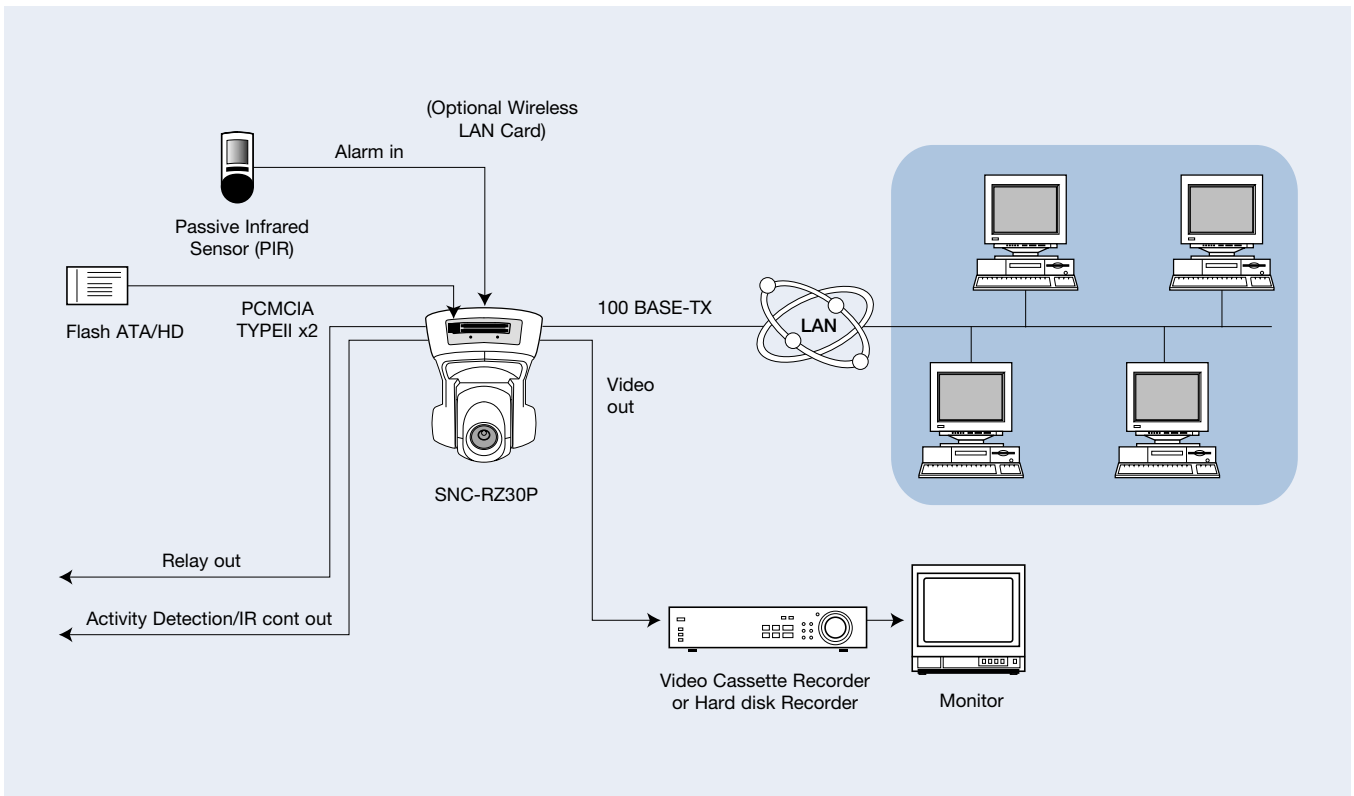 (Optional Wireless
LAN Card)
Alarm in
Passive Infrared
Sensor (PIR)
PCMCIA
TYPEII x2
Flash ATA/HD
100 BASE-TX
LAN
Video
out
SNC-RZ30P
Relay out
Activity Detection/IR cont out
Video Cassette Recorder
or Hard disk Recorder
Monitor